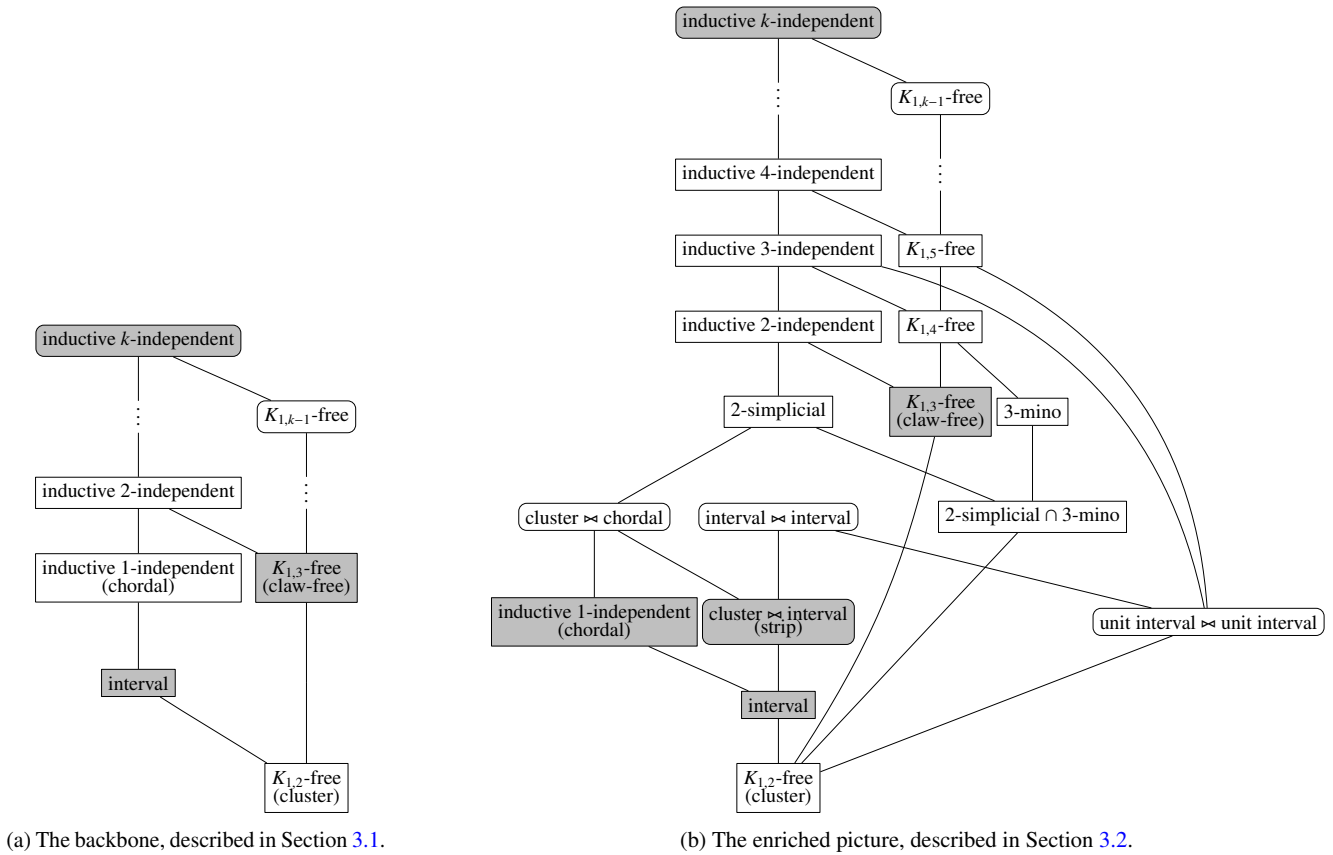 inductive k-independent
⋮
K1,k−1-free
inductive 2-independent
⋮
inductive 1-independent
(chordal)
K1,3-free
(claw-free)
interval
K1,2-free
(cluster)
(a) The backbone, described in Section 3.1.
inductive k-independent
⋮
K1,k−1-free
inductive 4-independent
⋮
inductive 3-independent
K1,5-free
inductive 2-independent
K1,4-free
2-simplicial
K1,3-free
(claw-free)
3-mino
cluster ⋈ chordal
interval ⋈ interval
2-simplicial ∩ 3-mino
inductive 1-independent
(chordal)
cluster ⋈ interval
(strip)
unit interval ⋈ unit interval
interval
K1,2-free
(cluster)
(b) The enriched picture, described in Section 3.2.